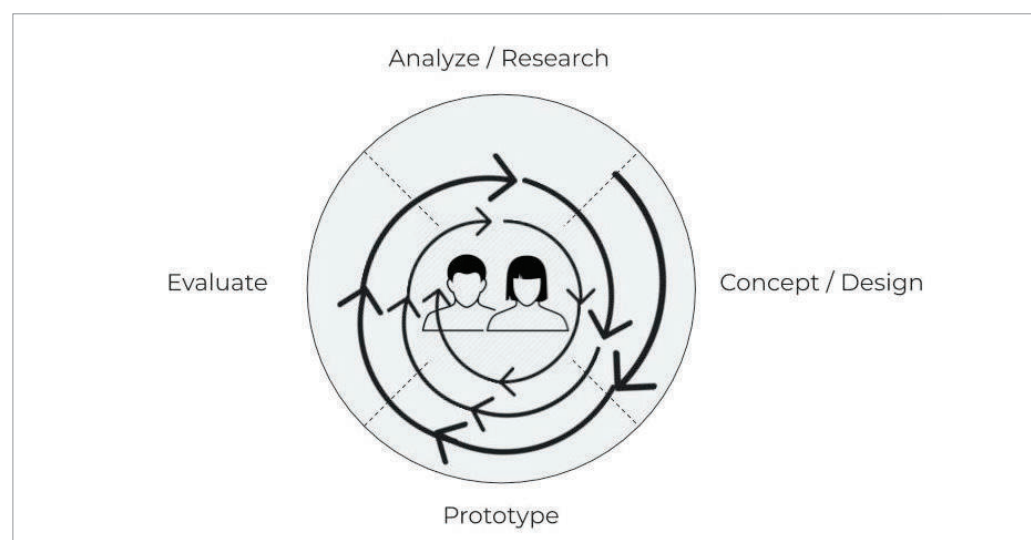 Analyze / Research
Evaluate
Concept / Design
Prototype